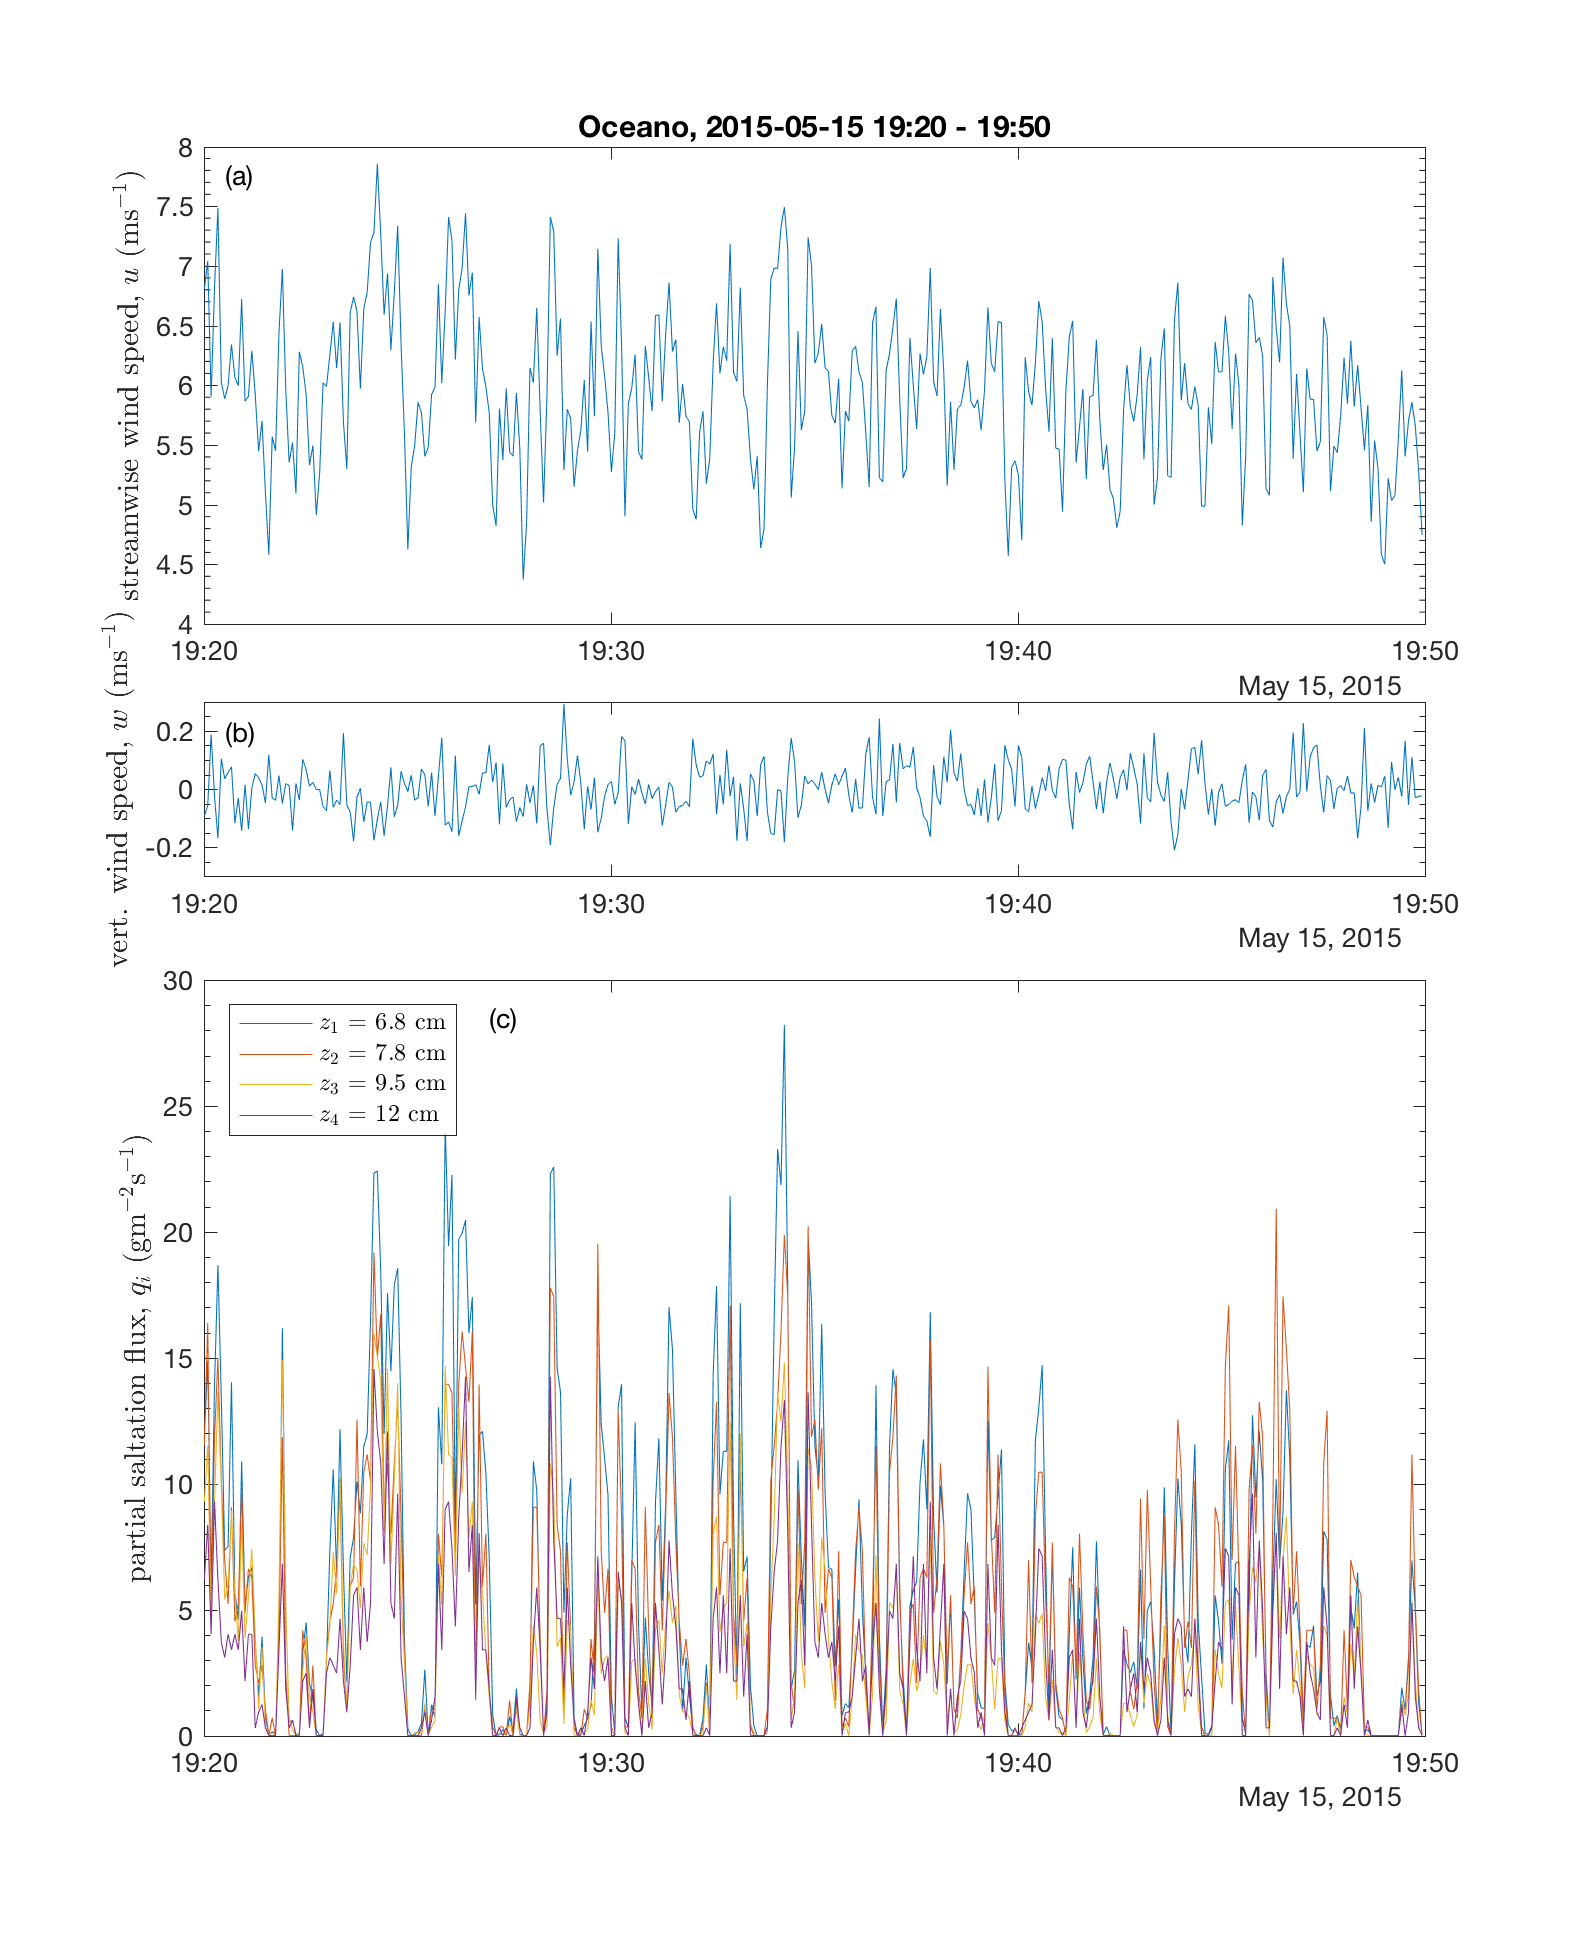 Oceano, 2015-05-15 19:20 - 19:50
(a)
streamwise wind speed, u (ms⁻¹)
8
7.5
7
6.5
6
5.5
5
4.5
4
19:20 19:30 19:40 19:50
May 15, 2015
(b)
vert. wind speed, w (ms⁻¹)
0.2
0
-0.2
19:20 19:30 19:40 19:50
May 15, 2015
(c)
partial saltation flux, qᵢ (gm⁻²s⁻¹)
30
25
20
15
10
5
0
z₁ = 6.8 cm
z₂ = 7.8 cm
z₃ = 9.5 cm
z₄ = 12 cm
19:20 19:30 19:40 19:50
May 15, 2015